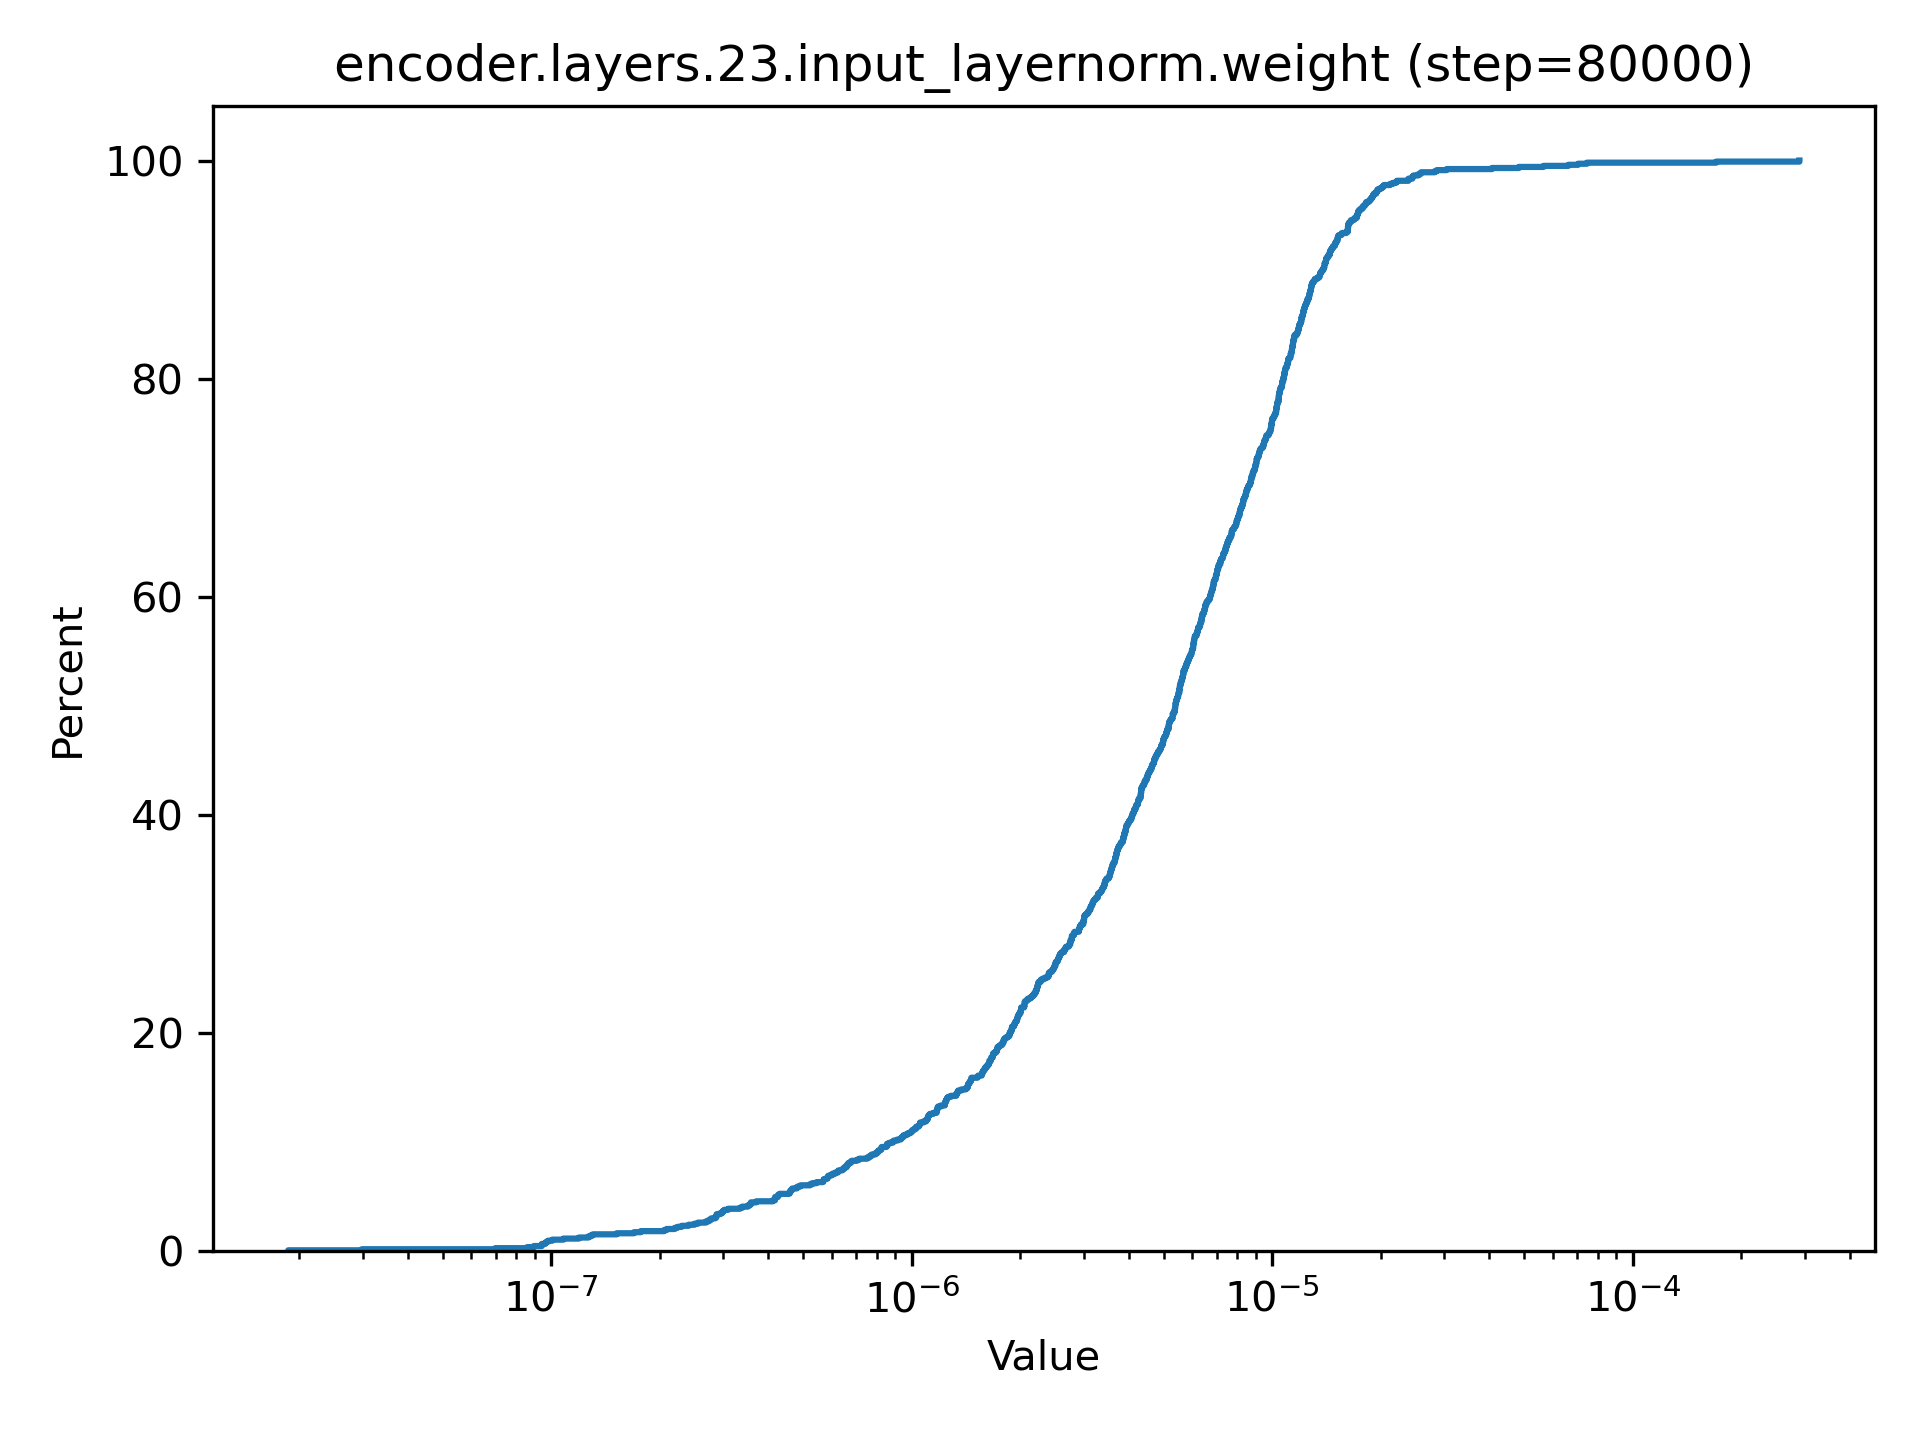 encoder.layers.23.input_layernorm.weight (step=80000)
100
80
60
40
20
0
Percent
10⁻⁷ 10⁻⁶ 10⁻⁵ 10⁻⁴
Value